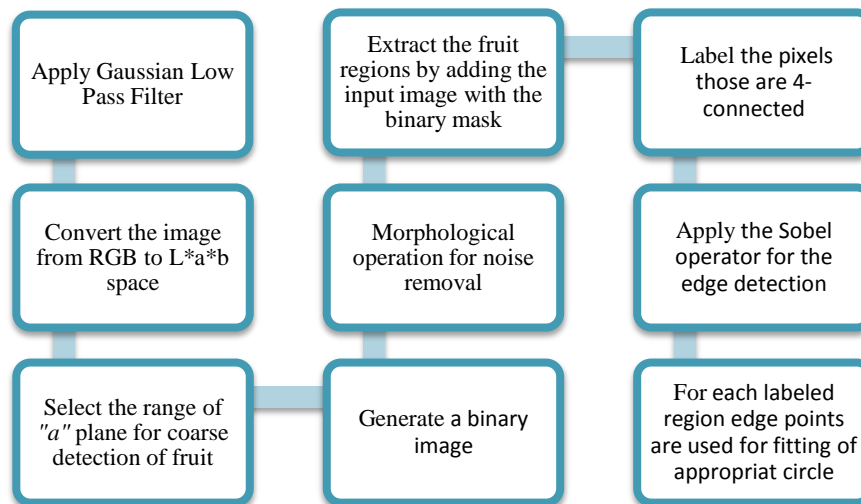 Apply Gaussian Low
Pass Filter
Convert the image
from RGB to L*a*b
space
Select the range of
"a" plane for coarse
detection of fruit
Generate a binary
image
Morphological
operation for noise
removal
Extract the fruit
regions by adding the
input image with the
binary mask
Label the pixels
those are 4-
connected
Apply the Sobel
operator for the
edge detection
For each labeled
region edge points
are used for fitting of
appropriat circle